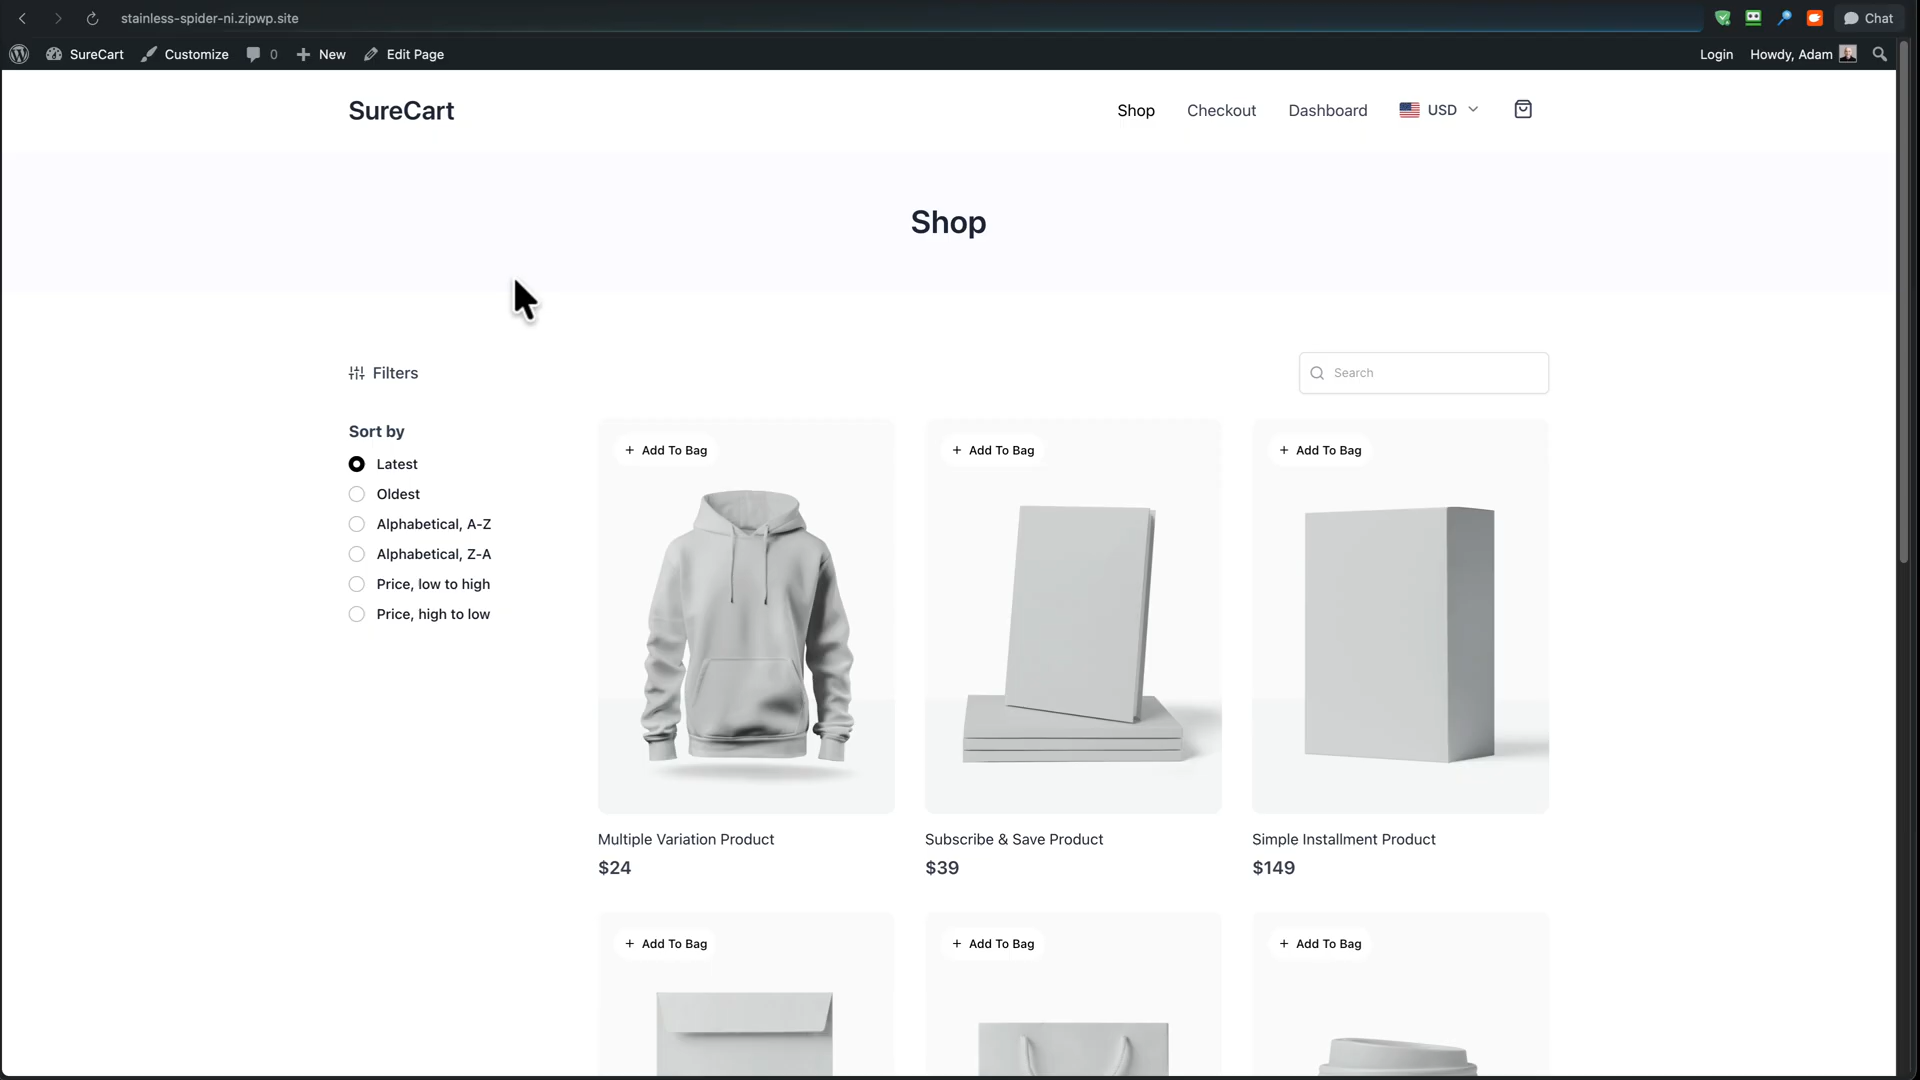 stainless-spider-ni.zipwp.site
Chat
SureCart
Customize
0
New
Edit Page
Login
Howdy, Adam
SureCart
Shop
Checkout
Dashboard
USD
Shop
Filters
Search
Sort by
Latest
Oldest
Alphabetical, A-Z
Alphabetical, Z-A
Price, low to high
Price, high to low
+ Add To Bag
+ Add To Bag
+ Add To Bag
Multiple Variation Product
$24
Subscribe & Save Product
$39
Simple Installment Product
$149
+ Add To Bag
+ Add To Bag
+ Add To Bag